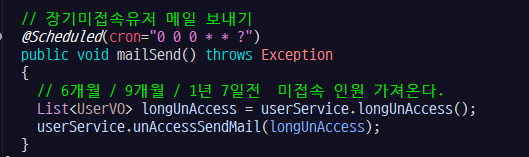 // 장기미접속유저 메일 보내기
@Scheduled(cron="0 0 0 * * ?")
public void mailSend() throws Exception
{
// 6개월 / 9개월 / 1년 7일전  미접속 인원 가져온다.
List<UserVO> longUnAccess = userService.longUnAccess();
userService.unAccessSendMail(longUnAccess);
}